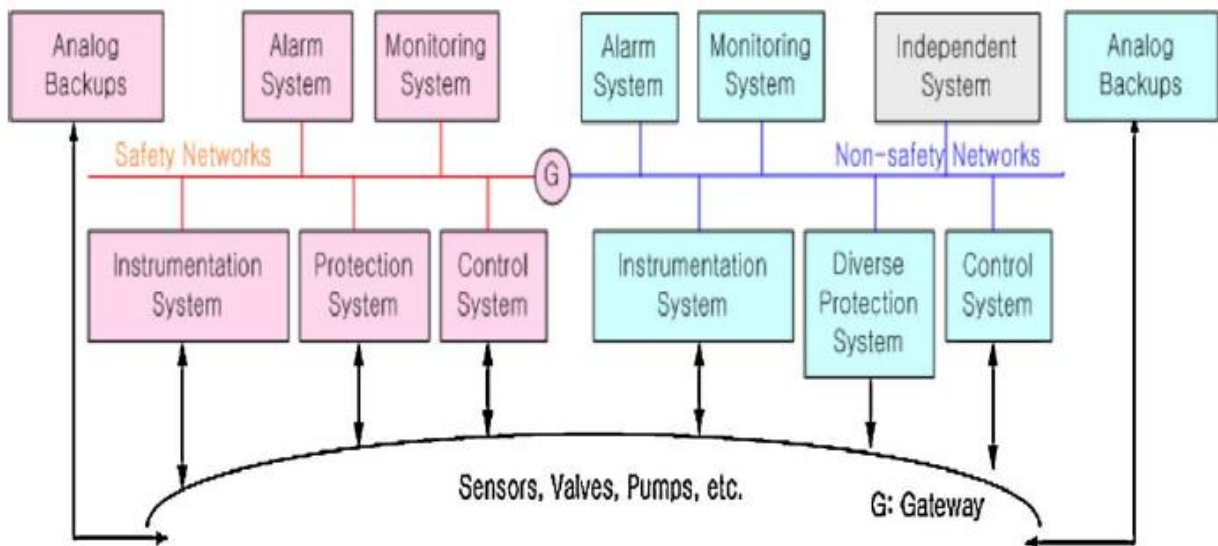 Analog
Backups
Alarm
System
Monitoring
System
Alarm
System
Monitoring
System
Independent
System
Analog
Backups
Safety Networks
Non-safety Networks
G
Instrumentation
System
Protection
System
Control
System
Instrumentation
System
Diverse
Protection
System
Control
System
Sensors, Valves, Pumps, etc.
G: Gateway